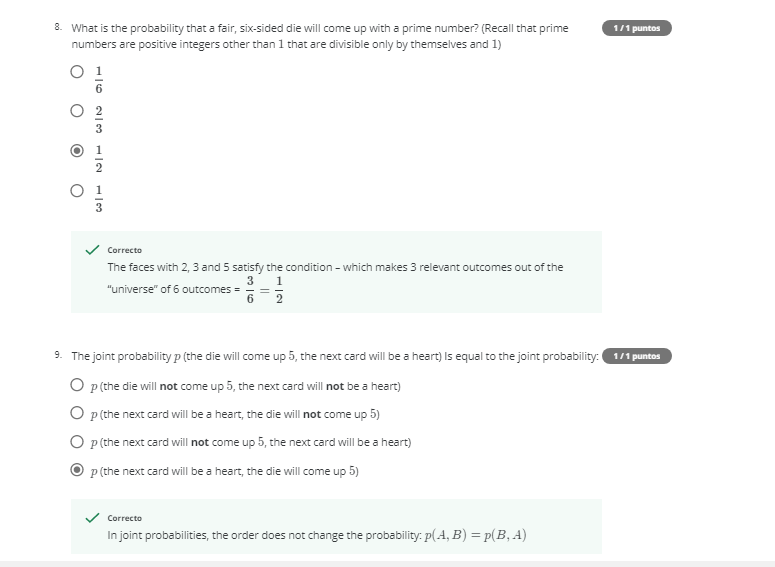 8. What is the probability that a fair, six-sided die will come up with a prime number? (Recall that prime
1 / 1 puntos
numbers are positive integers other than 1 that are divisible only by themselves and 1)
1/6
2/3
1/2
1/3
Correcto
The faces with 2, 3 and 5 satisfy the condition – which makes 3 relevant outcomes out of the
"universe" of 6 outcomes = 3/6 = 1/2
9. The joint probability p (the die will come up 5, the next card will be a heart) Is equal to the joint probability:
1 / 1 puntos
p (the die will not come up 5, the next card will not be a heart)
p (the next card will be a heart, the die will not come up 5)
p (the next card will not come up 5, the next card will be a heart)
p (the next card will be a heart, the die will come up 5)
Correcto
In joint probabilities, the order does not change the probability: p(A, B) = p(B, A)